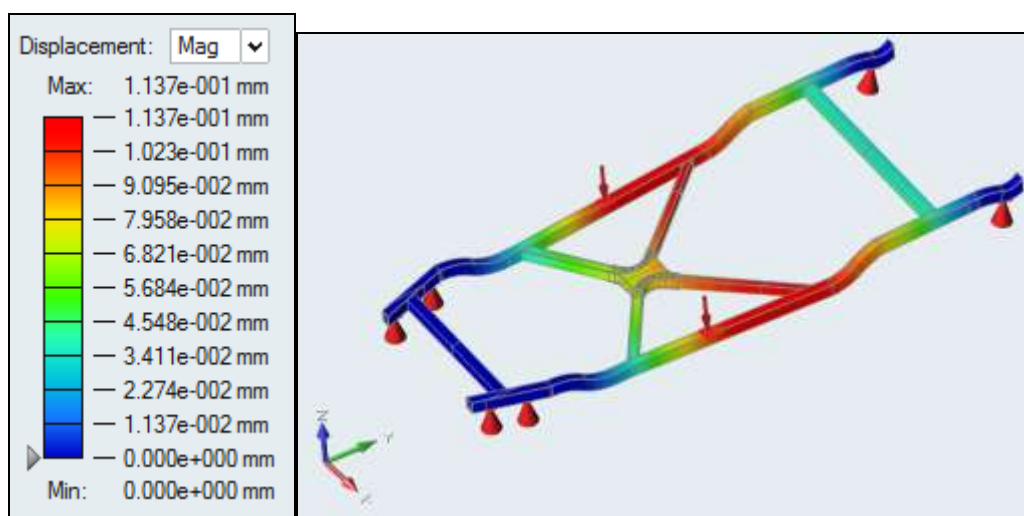 Displacement: Mag
Max: 1.137e-001 mm
1.137e-001 mm
1.023e-001 mm
9.095e-002 mm
7.958e-002 mm
6.821e-002 mm
5.684e-002 mm
4.548e-002 mm
3.411e-002 mm
2.274e-002 mm
1.137e-002 mm
0.000e+000 mm
Min: 0.000e+000 mm
Z
Y
X